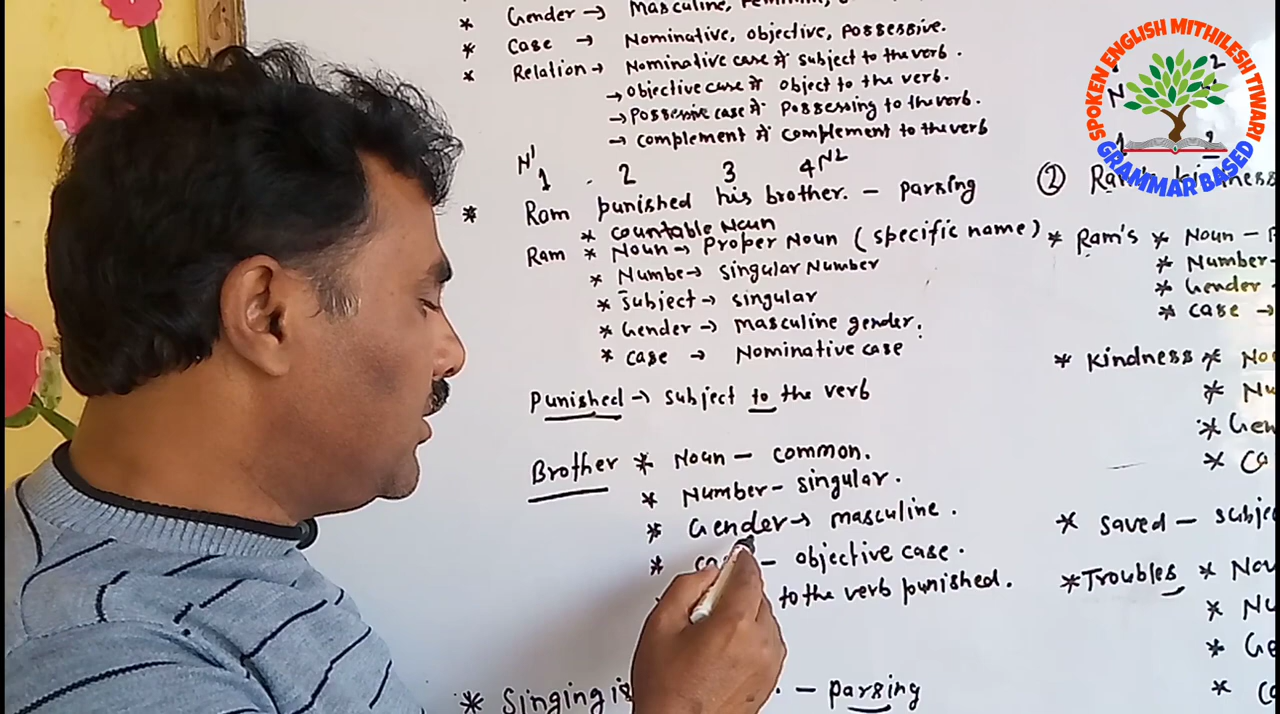 * Gender → Masculine,
* Case → Nominative, objective, possessive.
* Relation → Nominative case में subject to the verb.
→ objective case में object to the verb.
→ Possessive case में Possessing to the verb.
→ complement में complement to the verb
N1 N2
1 2 3 4
* Ram punished his brother. – parsing
* countable Noun
Ram * Noun → Proper Noun (specific name)
* Numbe → singular Number
* Subject → singular
* Gender → masculine gender.
* case → Nominative case
Punished → subject to the verb
Brother * Noun – common.
* Number – singular.
* Gender → masculine.
* – objective case.
to the verb punished.
* Singing is – parsing
②
* Ram's * Noun –
* Number –
* Gender
* case →
* Kindness *
*
*
*
* saved –
* Troubles *
*
*
*
SPOKEN ENGLISH MITHILESH TIWARI
GRAMMAR BASED